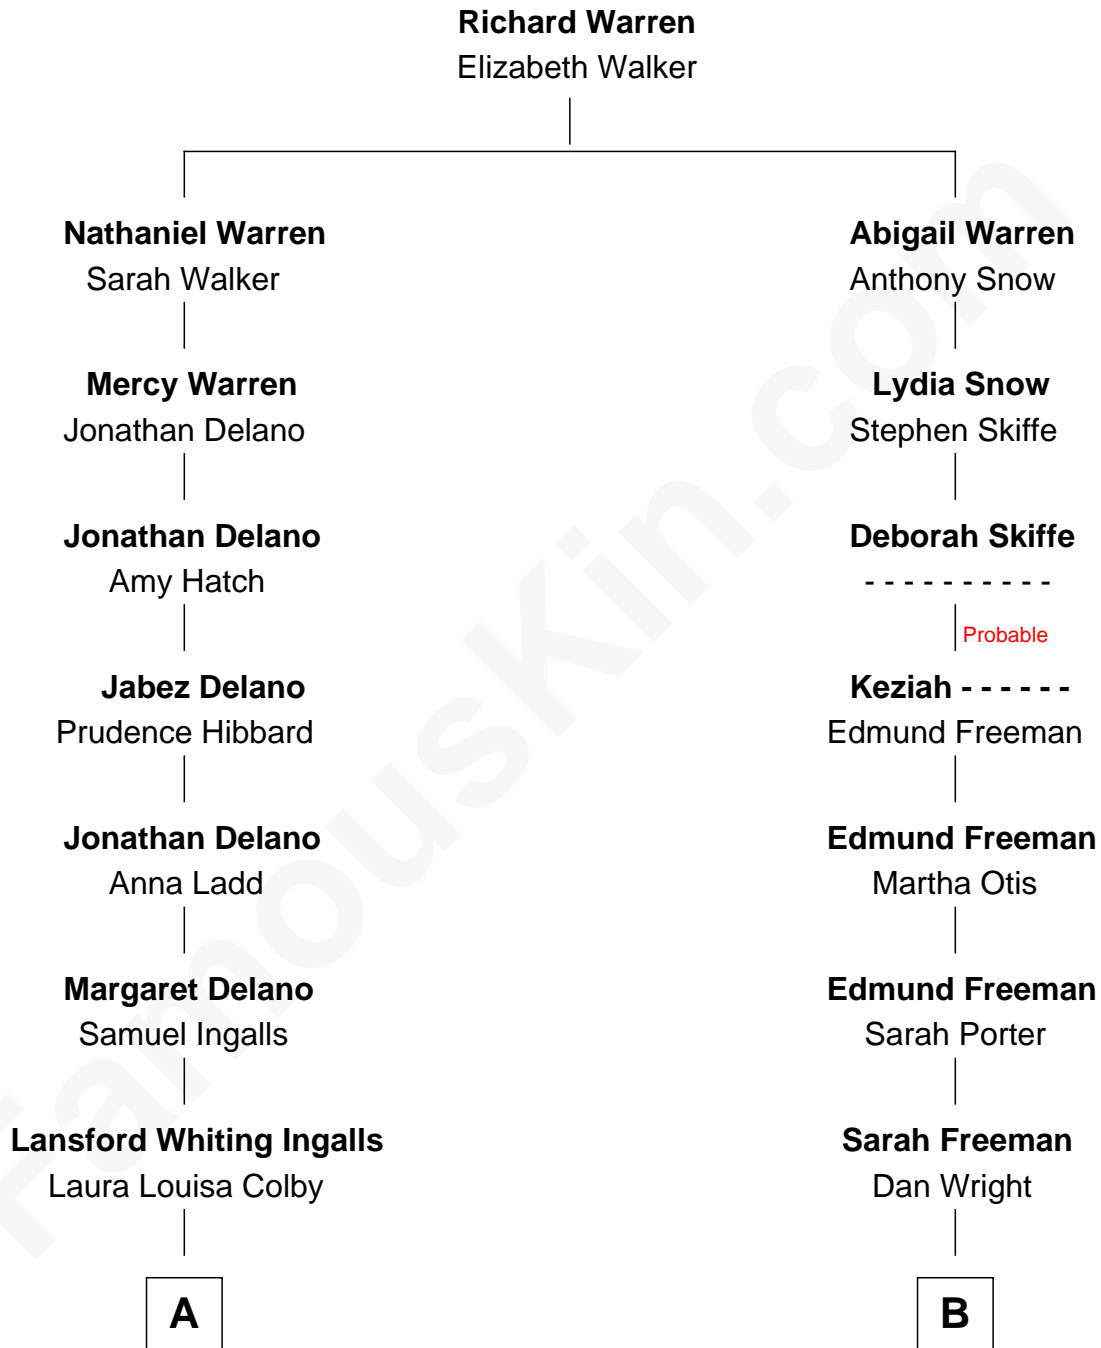 Richard Warren
Elizabeth Walker
Nathaniel Warren
Sarah Walker
Mercy Warren
Jonathan Delano
Jonathan Delano
Amy Hatch
Jabez Delano
Prudence Hibbard
Jonathan Delano
Anna Ladd
Margaret Delano
Samuel Ingalls
Lansford Whiting Ingalls
Laura Louisa Colby
A
Abigail Warren
Anthony Snow
Lydia Snow
Stephen Skiffe
Deborah Skiffe
- - - - - - - - - -
Probable
Keziah - - - - - -
Edmund Freeman
Edmund Freeman
Martha Otis
Edmund Freeman
Sarah Porter
Sarah Freeman
Dan Wright
B
FamousKin.com